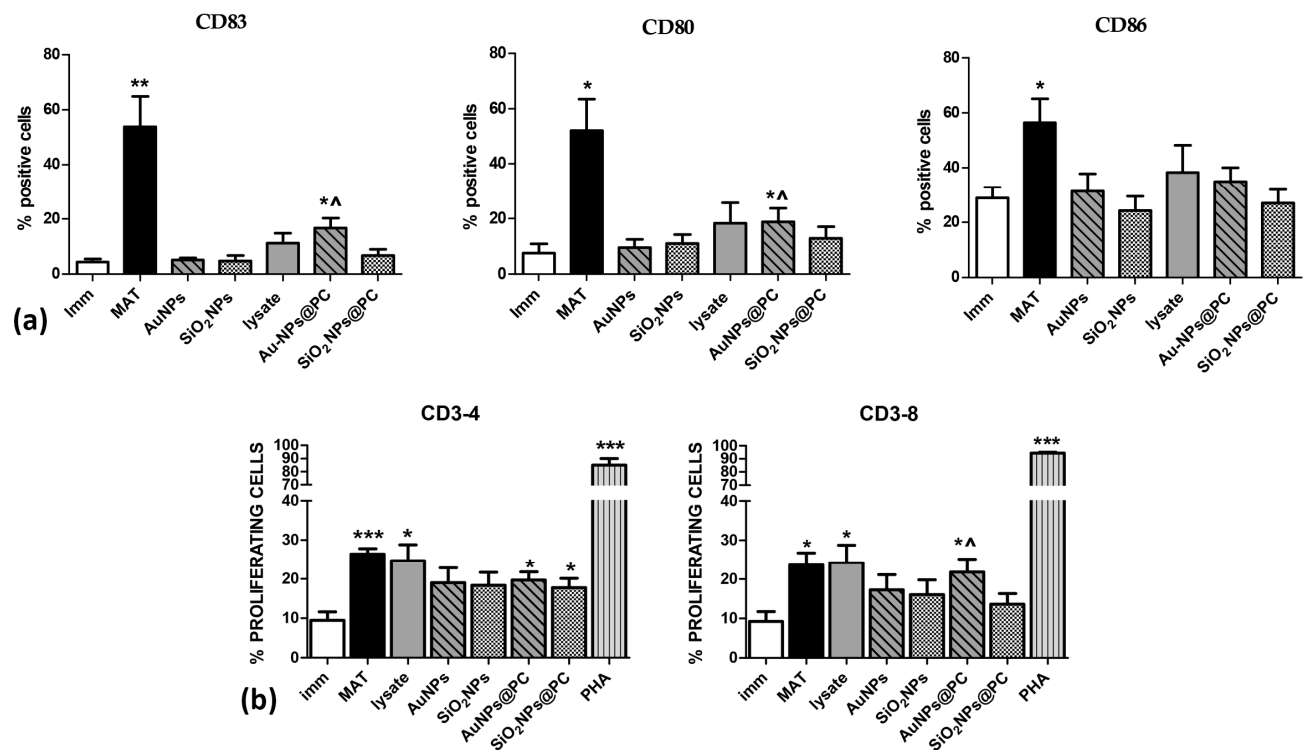 CD83
% positive cells
80
60
40
20
0
**
*^
Imm
MAT
AuNPs
SiO₂NPs
lysate
Au-NPs@PC
SiO₂NPs@PC
CD80
% positive cells
80
60
40
20
0
*
*^
Imm
MAT
AuNPs
SiO₂NPs
lysate
AuNPs@PC
SiO₂NPs@PC
CD86
% positive cells
80
60
40
20
0
*
Imm
MAT
AuNPs
SiO₂NPs
lysate
Au-NPs@PC
SiO₂NPs@PC
(a)
CD3-4
% PROLIFERATING CELLS
100
90
80
70
40
30
20
10
0
***
*
*
*
***
imm
MAT
lysate
AuNPs
SiO₂NPs
AuNPs@PC
SiO₂NPs@PC
PHA
CD3-8
% PROLIFERATING CELLS
100
90
80
70
40
30
20
10
0
*
*
*^
***
imm
MAT
lysate
AuNPs
SiO₂NPs
AuNPs@PC
SiO₂NPs@PC
PHA
(b)